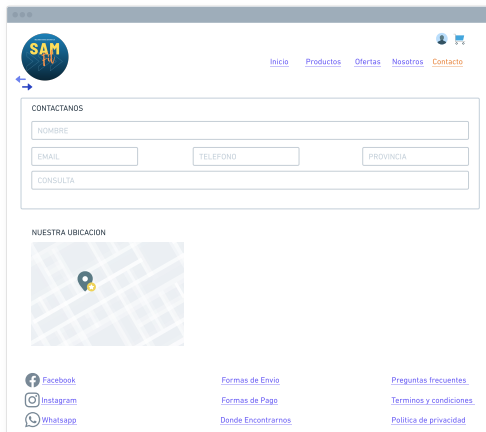 SAM
Fit
Inicio Productos Ofertas Nosotros Contacto
CONTACTANOS
NOMBRE
EMAIL TELEFONO PROVINCIA
CONSULTA
NUESTRA UBICACION
Facebook Formas de Envio Preguntas frecuentes
Instagram Formas de Pago Terminos y condiciones
Whatsapp Donde Encontrarnos Politica de privacidad